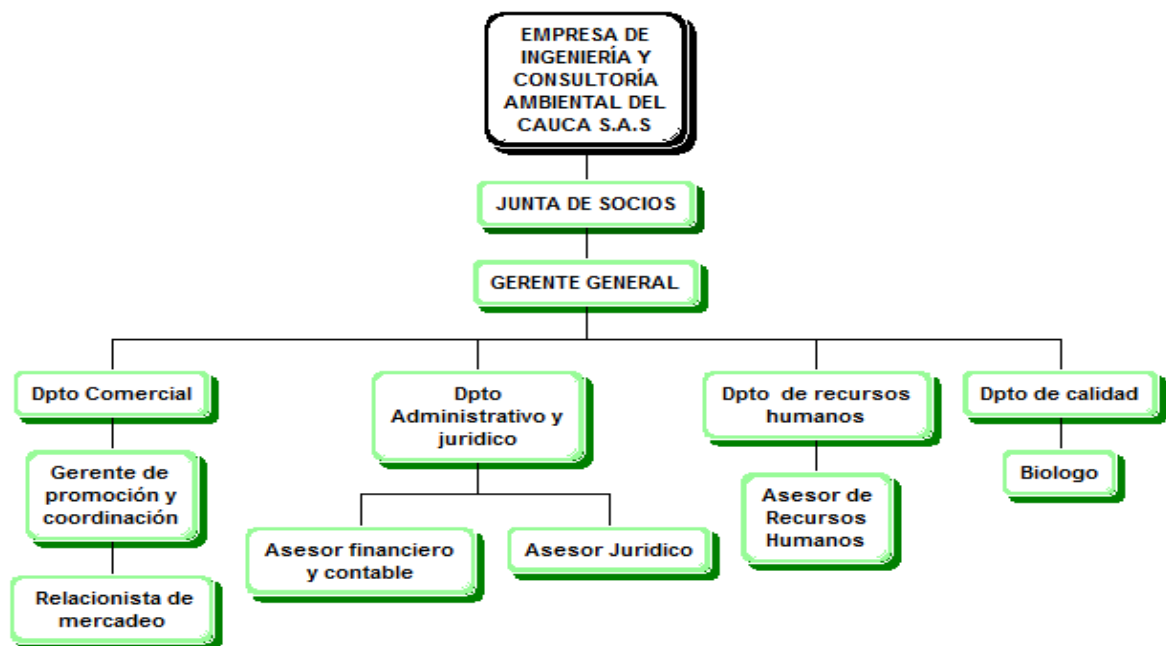 EMPRESA DE
INGENIERÍA Y
CONSULTORÍA
AMBIENTAL DEL
CAUCA S.A.S
JUNTA DE SOCIOS
GERENTE GENERAL
Dpto Comercial
Dpto
Administrativo y
juridico
Dpto de recursos
humanos
Dpto de calidad
Gerente de
promoción y
coordinación
Asesor financiero
y contable
Asesor Juridico
Asesor de
Recursos
Humanos
Biologo
Relacionista de
mercadeo